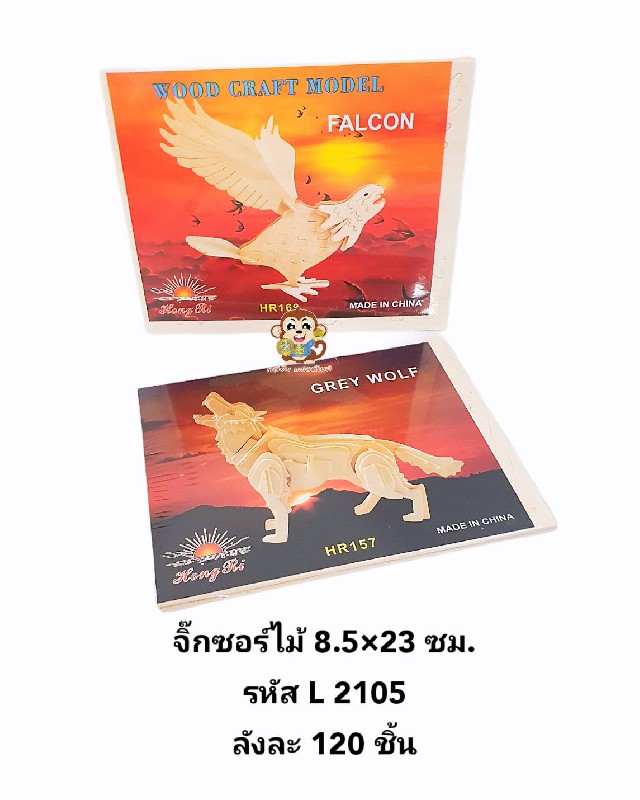 WOOD CRAFT MODEL
FALCON
HR168
MADE IN CHINA
Hong Ri
GREY WOLF
HR157
MADE IN CHINA
Hong Ri
จิ๊กซอร์ไม้ 8.5×23 ซม.
รหัส L 2105
ลังละ 120 ชิ้น